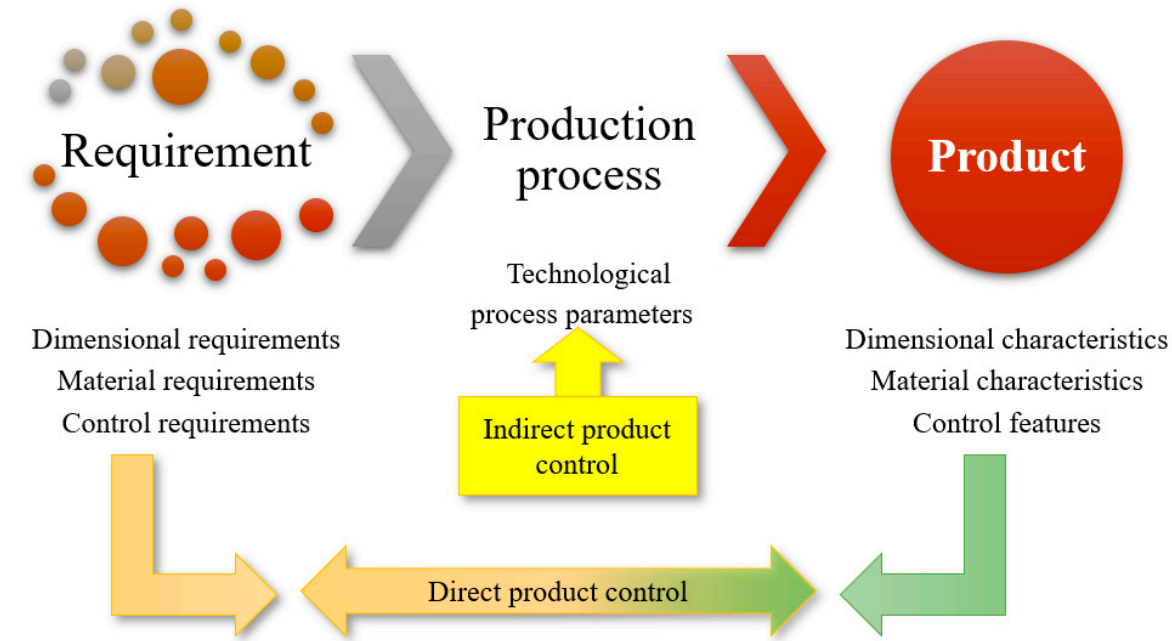 Requirement
Production
process
Product
Technological
process parameters
Dimensional requirements
Material requirements
Control requirements
Indirect product
control
Dimensional characteristics
Material characteristics
Control features
Direct product control